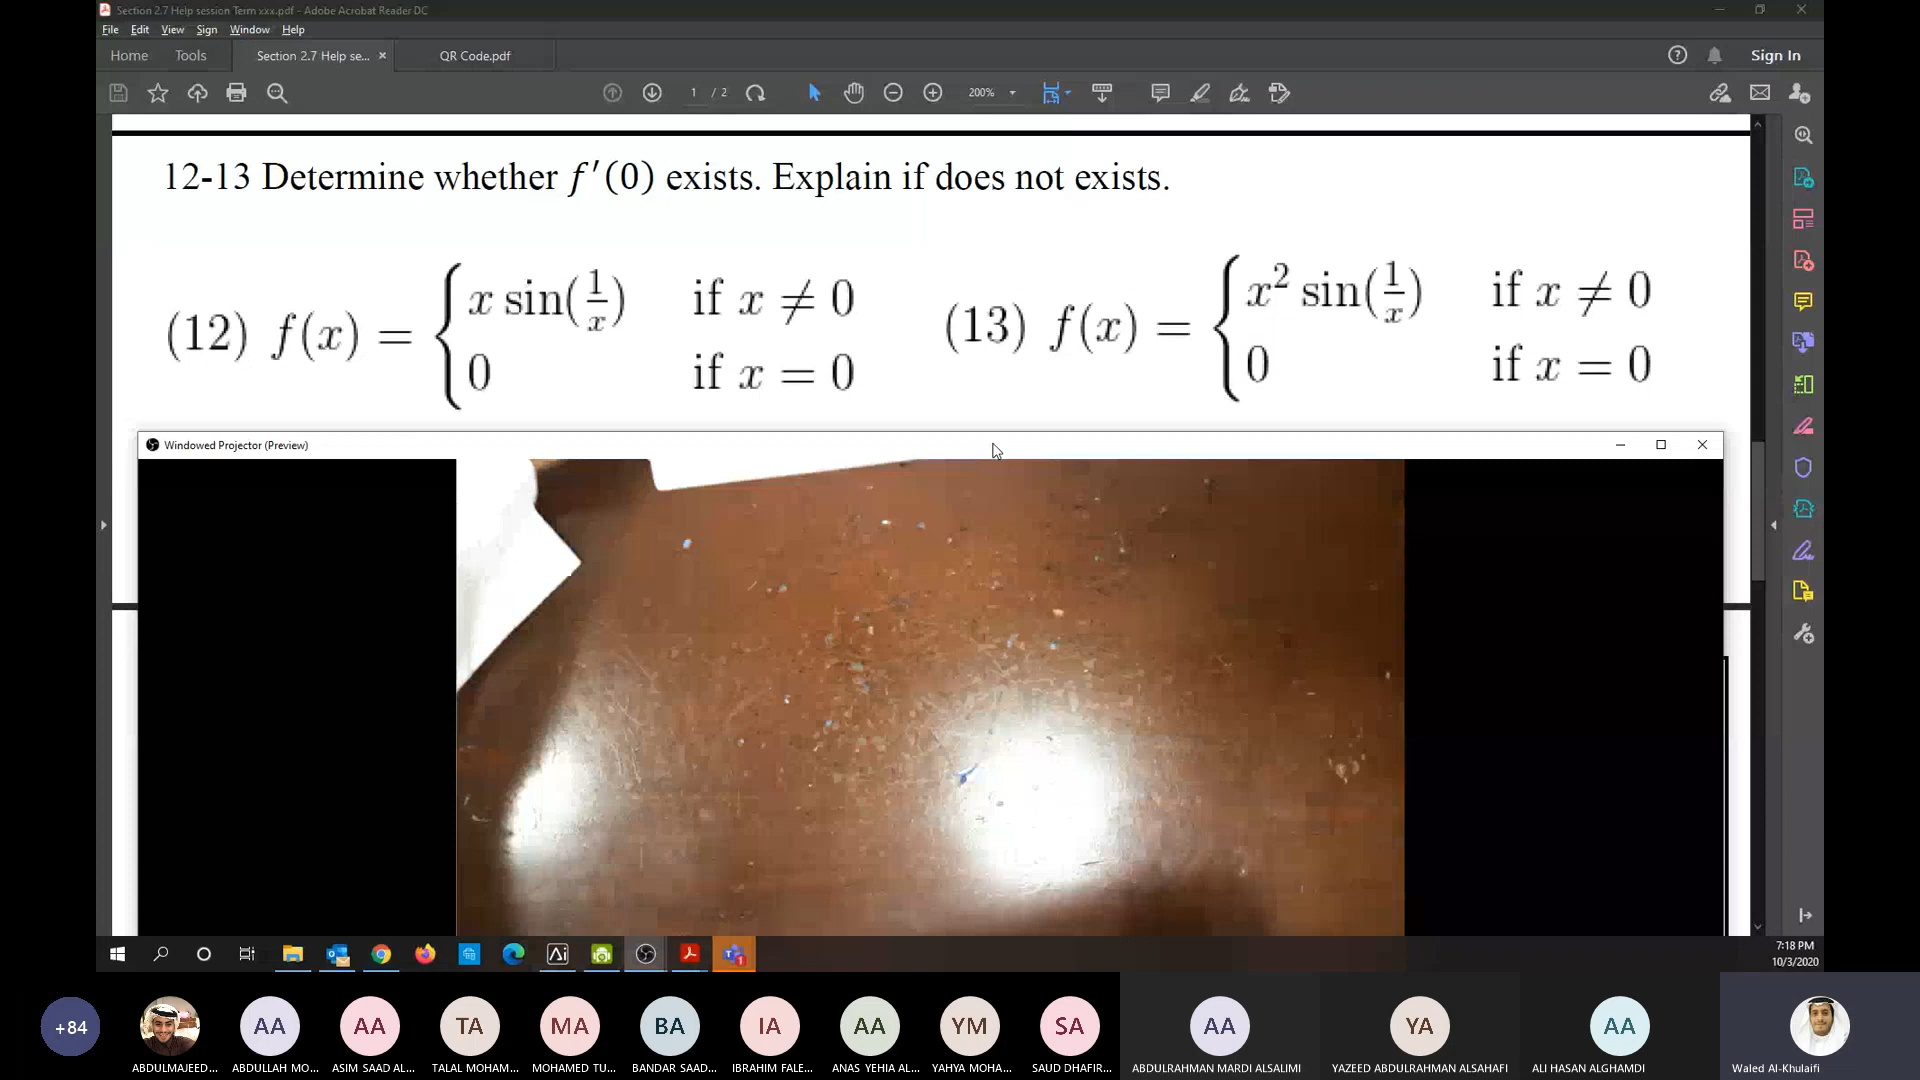 Section 2.7 Help session Term xxx.pdf - Adobe Acrobat Reader DC
File Edit View Sign Window Help
Home Tools Section 2.7 Help se... × QR Code.pdf Sign In
1 / 2 200%
12-13 Determine whether f′(0) exists. Explain if does not exists.
(12) f(x) = { x sin(1/x) if x ≠ 0
0 if x = 0
(13) f(x) = { x² sin(1/x) if x ≠ 0
0 if x = 0
Windowed Projector (Preview)
7:18 PM
10/3/2020
+84 AA AA TA MA BA IA AA YM SA AA YA AA
ABDULMAJEED... ABDULLAH MO... ASIM SAAD AL... TALAL MOHAM... MOHAMED TU... BANDAR SAAD... IBRAHIM FALE... ANAS YEHIA AL... YAHYA MOHA... SAUD DHAFIR... ABDULRAHMAN MARDI ALSALIMI YAZEED ABDULRAHMAN ALSAHAFI ALI HASAN ALGHAMDI Waled Al-Khulaifi